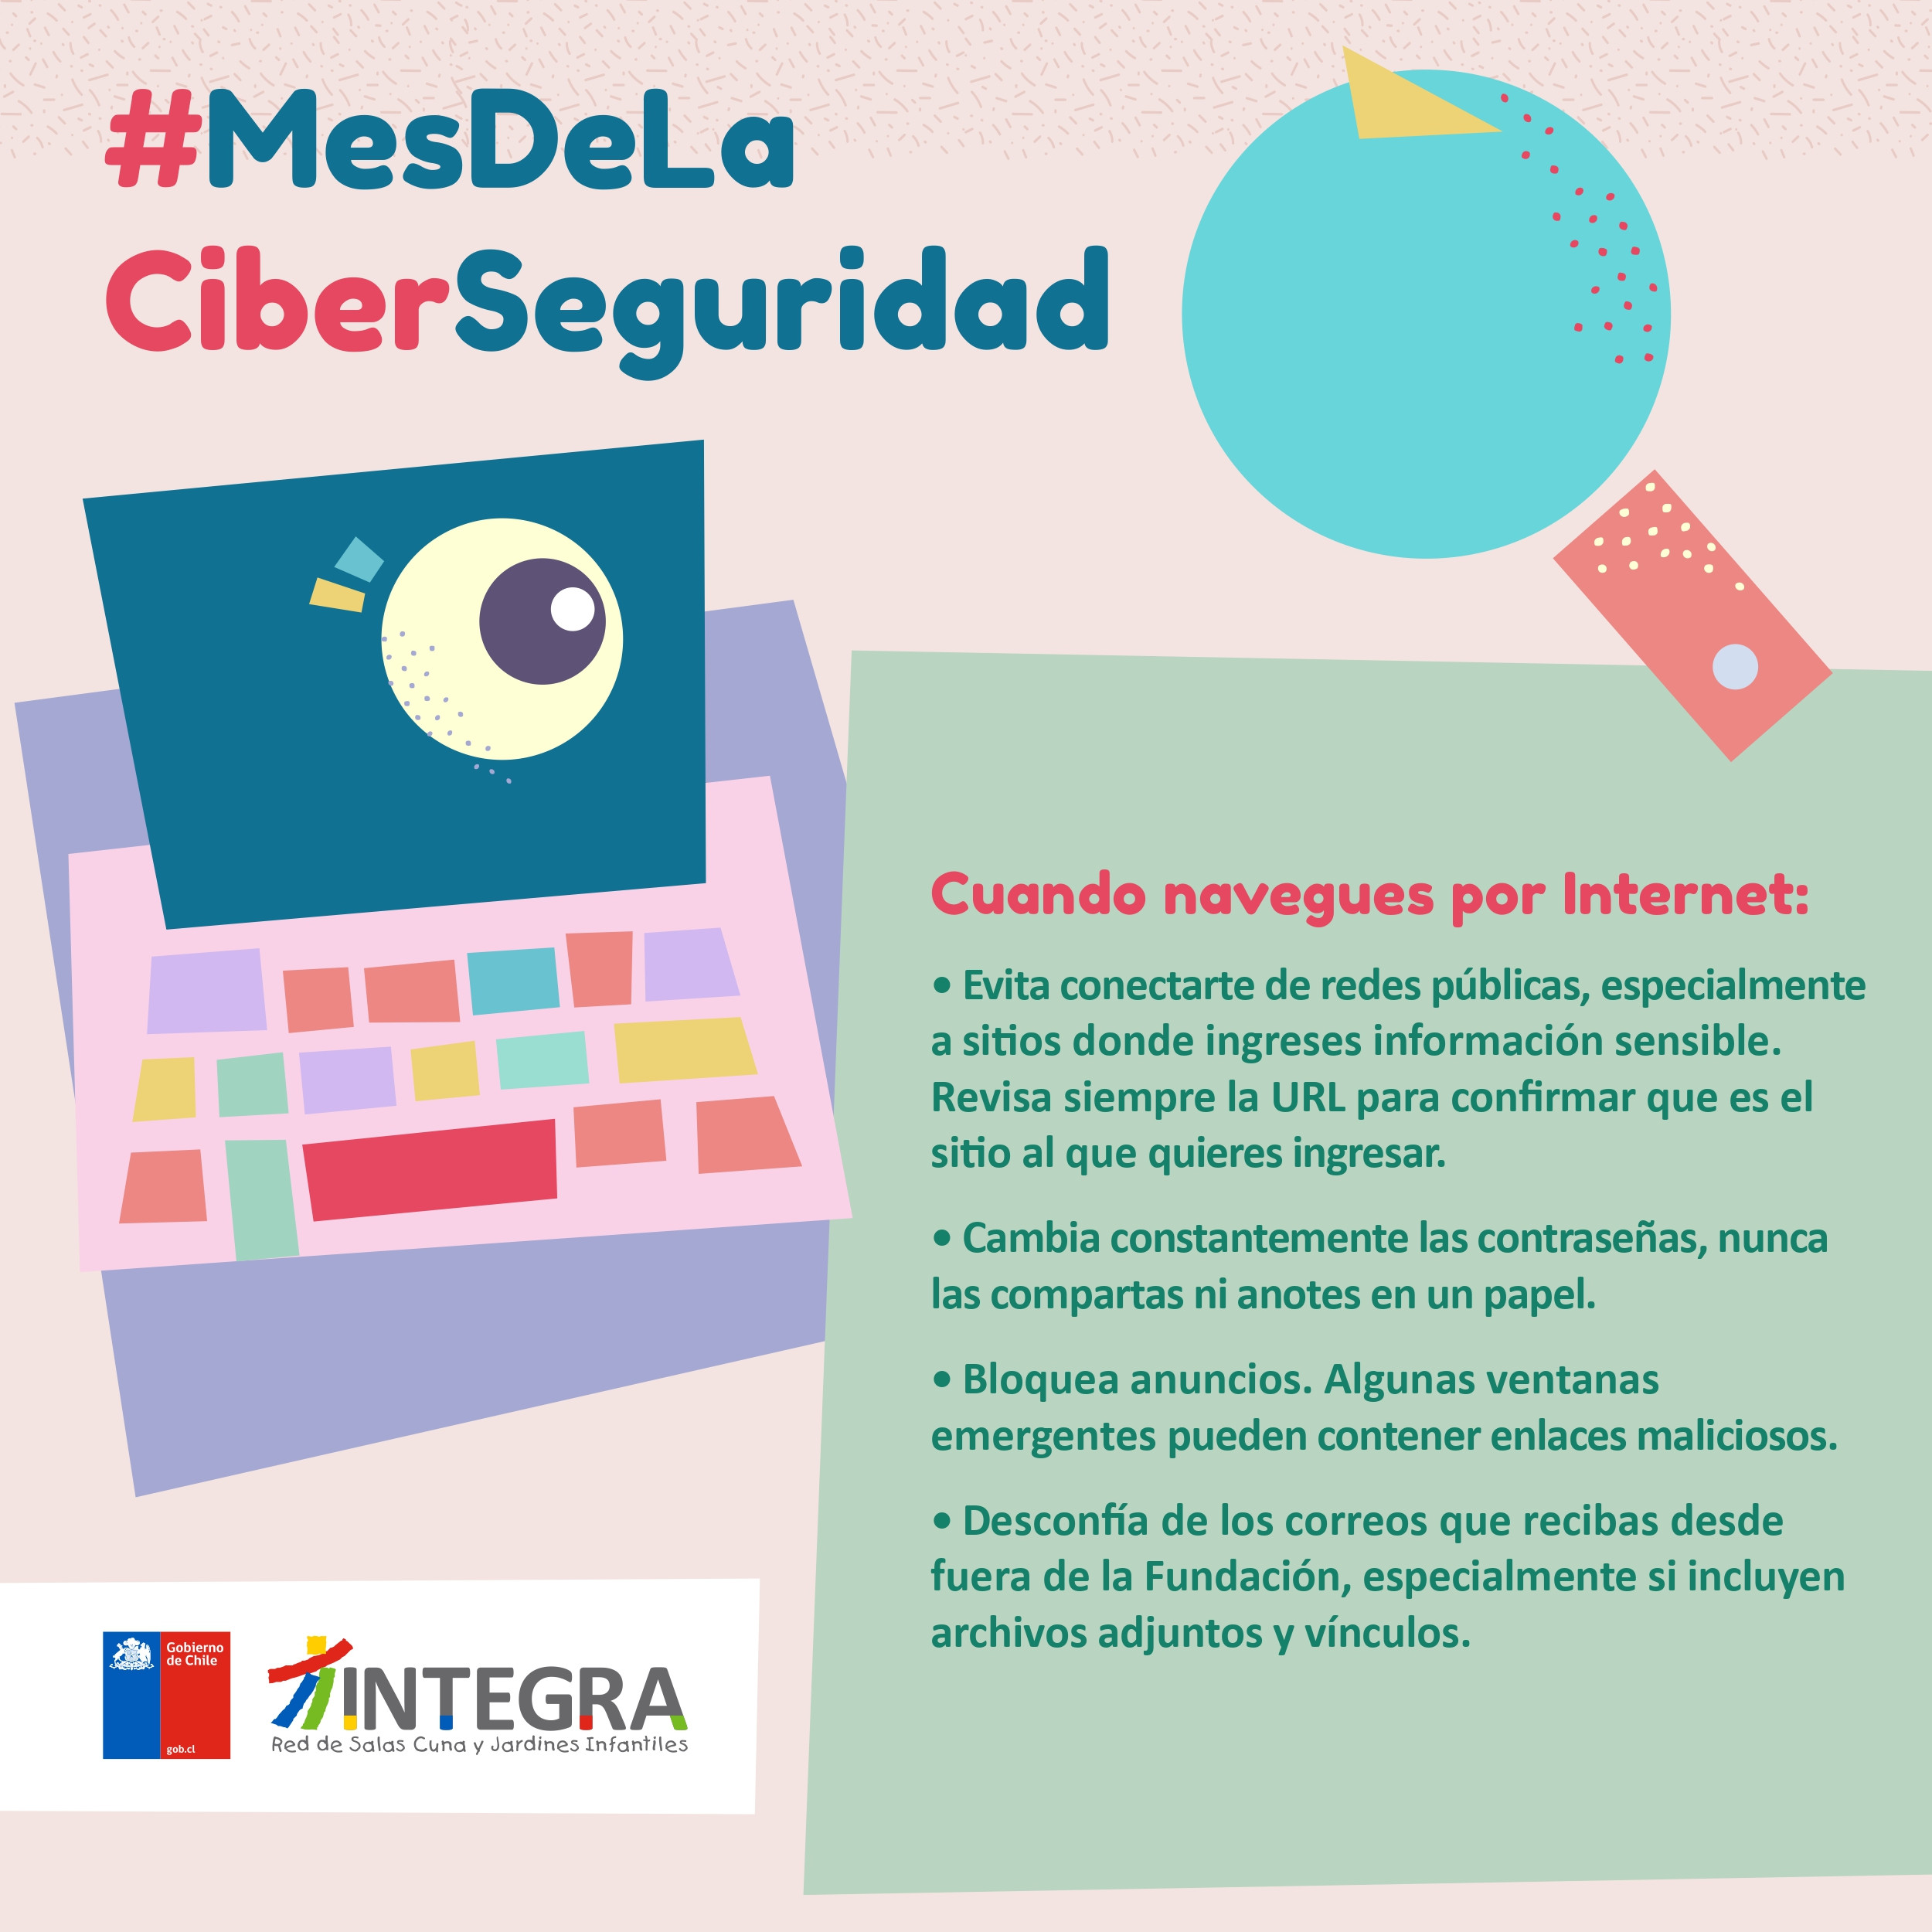 #MesDeLa
CiberSeguridad
Cuando navegues por Internet:
• Evita conectarte de redes públicas, especialmente
a sitios donde ingreses información sensible.
Revisa siempre la URL para confirmar que es el
sitio al que quieres ingresar.
• Cambia constantemente las contraseñas, nunca
las compartas ni anotes en un papel.
• Bloquea anuncios. Algunas ventanas
emergentes pueden contener enlaces maliciosos.
• Desconfía de los correos que recibas desde
fuera de la Fundación, especialmente si incluyen
archivos adjuntos y vínculos.
Gobierno
de Chile
gob.cl
INTEGRA
Red de Salas Cuna y Jardines Infantiles